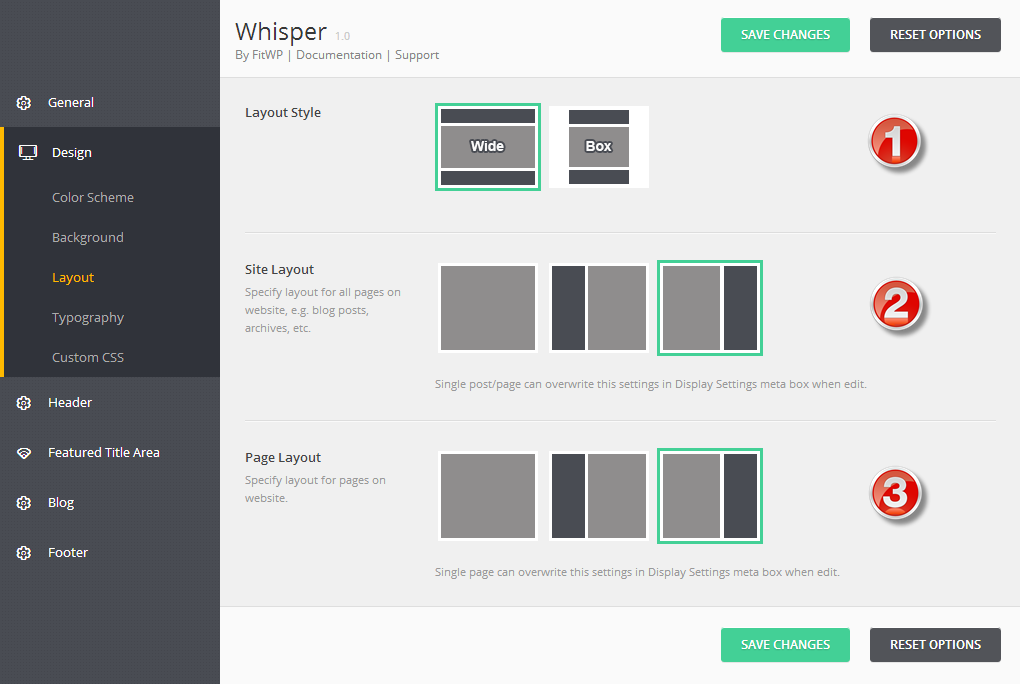 General
Design
Color Scheme
Background
Layout
Typography
Custom CSS
Header
Featured Title Area
Blog
Footer
Whisper 1.0
By FitWP | Documentation | Support
SAVE CHANGES
RESET OPTIONS
Layout Style
Wide
Box
1
Site Layout
Specify layout for all pages on
website, e.g. blog posts,
archives, etc.
2
Single post/page can overwrite this settings in Display Settings meta box when edit.
Page Layout
Specify layout for pages on
website.
3
Single page can overwrite this settings in Display Settings meta box when edit.
SAVE CHANGES
RESET OPTIONS